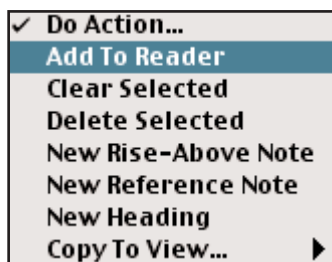 Do Action...
Add To Reader
Clear Selected
Delete Selected
New Rise-Above Note
New Reference Note
New Heading
Copy To View...